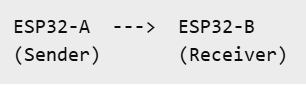 ESP32-A  --->  ESP32-B
(Sender)       (Receiver)